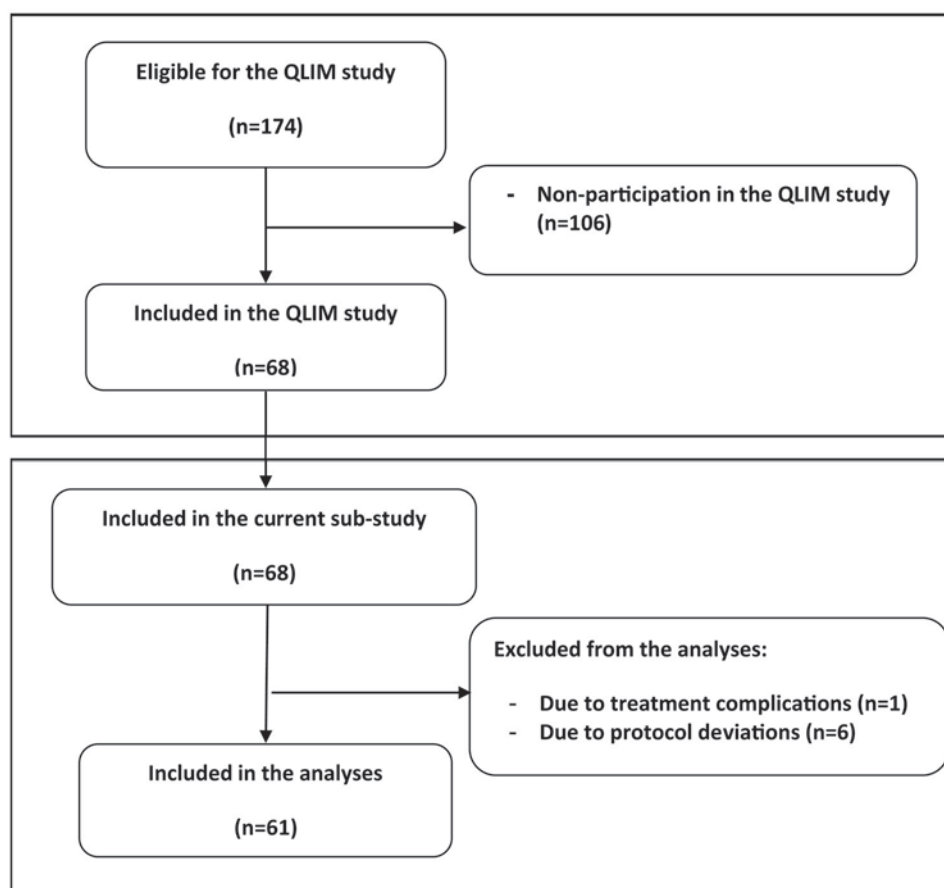 Eligible for the QLIM study
(n=174)
- Non-participation in the QLIM study
(n=106)
Included in the QLIM study
(n=68)
Included in the current sub-study
(n=68)
Excluded from the analyses:
- Due to treatment complications (n=1)
- Due to protocol deviations (n=6)
Included in the analyses
(n=61)